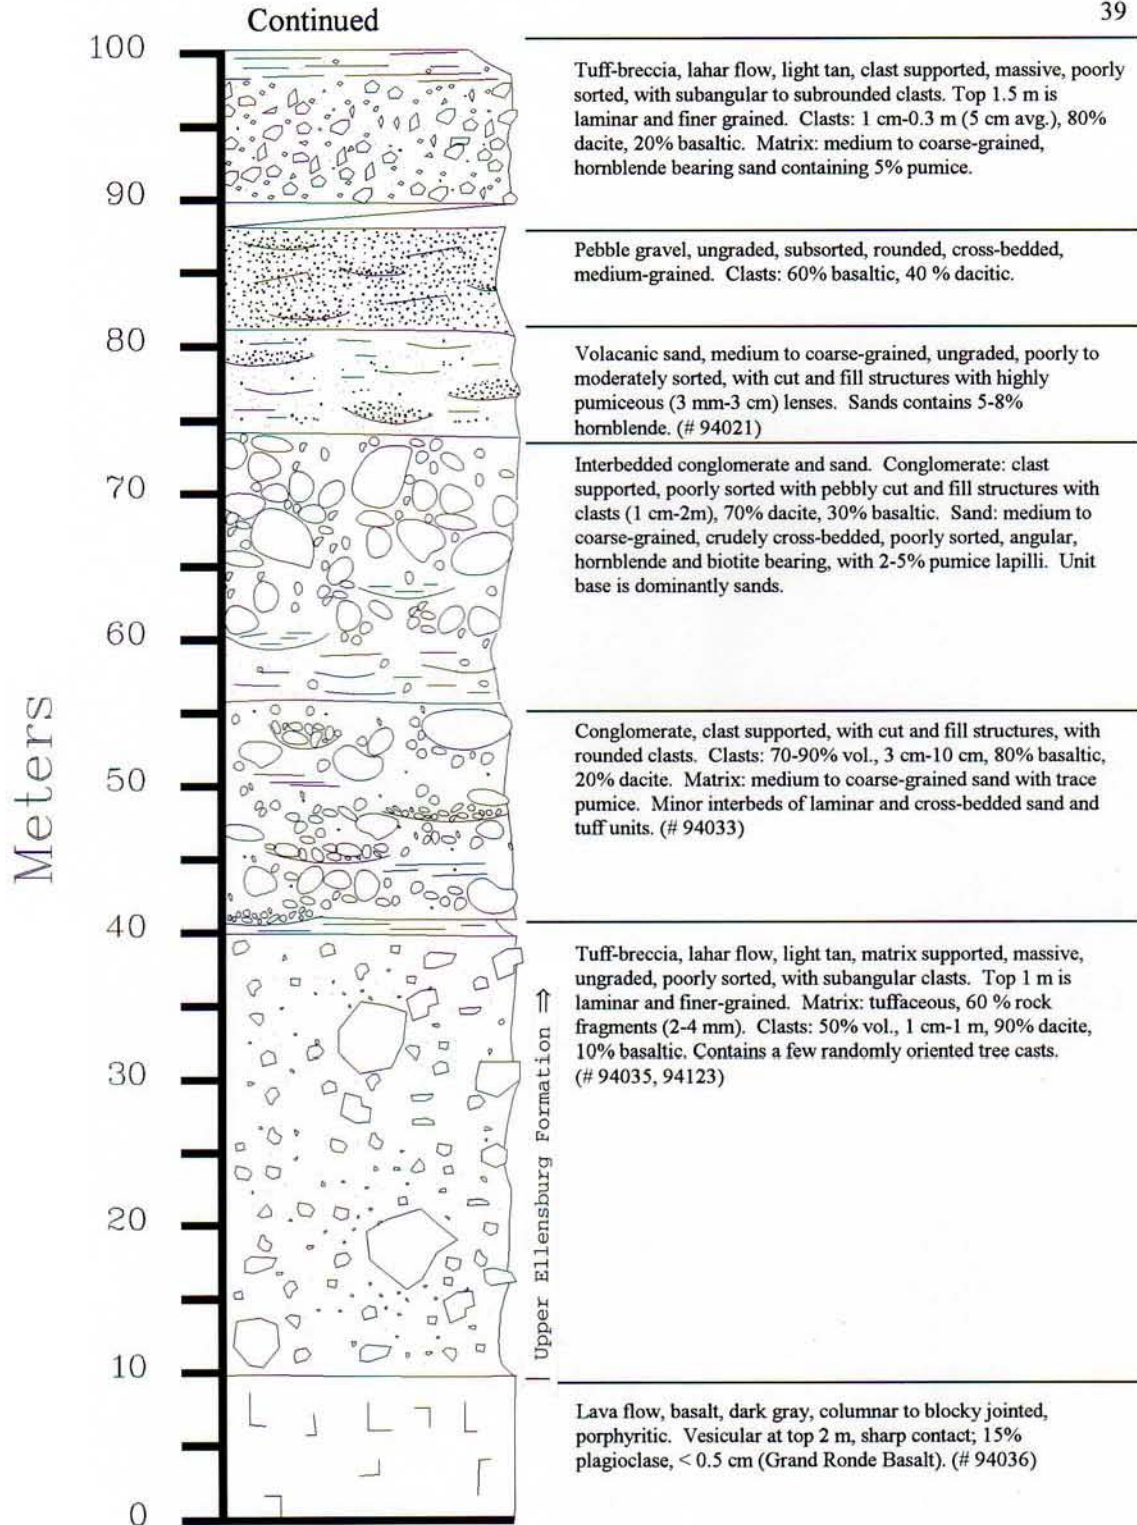 Continued
39
100
Tuff-breccia, lahar flow, light tan, clast supported, massive, poorly
sorted, with subangular to subrounded clasts. Top 1.5 m is
laminar and finer grained. Clasts: 1 cm-0.3 m (5 cm avg.), 80%
dacite, 20% basaltic. Matrix: medium to coarse-grained,
hornblende bearing sand containing 5% pumice.
90
Pebble gravel, ungraded, subsorted, rounded, cross-bedded,
medium-grained. Clasts: 60% basaltic, 40 % dacitic.
80
Volacanic sand, medium to coarse-grained, ungraded, poorly to
moderately sorted, with cut and fill structures with highly
pumiceous (3 mm-3 cm) lenses. Sands contains 5-8%
hornblende. (# 94021)
70
Interbedded conglomerate and sand. Conglomerate: clast
supported, poorly sorted with pebbly cut and fill structures with
clasts (1 cm-2m), 70% dacite, 30% basaltic. Sand: medium to
coarse-grained, crudely cross-bedded, poorly sorted, angular,
hornblende and biotite bearing, with 2-5% pumice lapilli. Unit
base is dominantly sands.
60
Meters
50
Conglomerate, clast supported, with cut and fill structures, with
rounded clasts. Clasts: 70-90% vol., 3 cm-10 cm, 80% basaltic,
20% dacite. Matrix: medium to coarse-grained sand with trace
pumice. Minor interbeds of laminar and cross-bedded sand and
tuff units. (# 94033)
40
Tuff-breccia, lahar flow, light tan, matrix supported, massive,
ungraded, poorly sorted, with subangular clasts. Top 1 m is
laminar and finer-grained. Matrix: tuffaceous, 60 % rock
fragments (2-4 mm). Clasts: 50% vol., 1 cm-1 m, 90% dacite,
10% basaltic. Contains a few randomly oriented tree casts.
(# 94035, 94123)
30
20
Upper Ellensburg Formation ⇒
10
Lava flow, basalt, dark gray, columnar to blocky jointed,
porphyritic. Vesicular at top 2 m, sharp contact; 15%
plagioclase, < 0.5 cm (Grand Ronde Basalt). (# 94036)
0